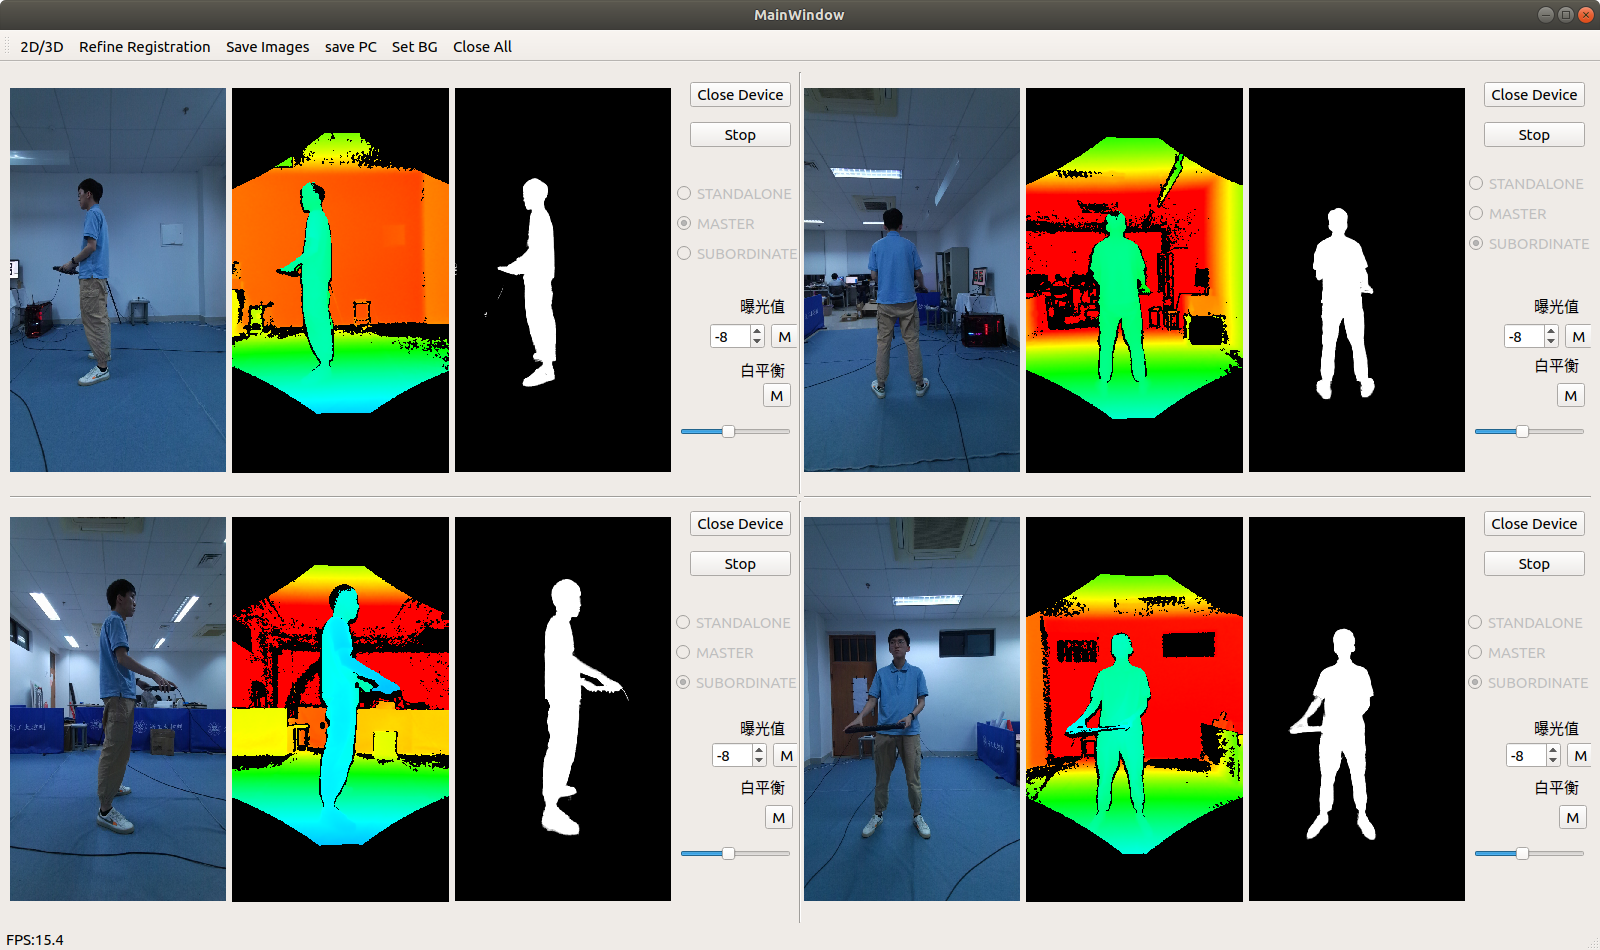 MainWindow
2D/3D Refine Registration Save Images save PC Set BG Close All
Close Device
Stop
STANDALONE
MASTER
SUBORDINATE
曝光值
-8 M
白平衡
M
Close Device
Stop
STANDALONE
MASTER
SUBORDINATE
曝光值
-8 M
白平衡
M
Close Device
Stop
STANDALONE
MASTER
SUBORDINATE
曝光值
-8 M
白平衡
M
Close Device
Stop
STANDALONE
MASTER
SUBORDINATE
曝光值
-8 M
白平衡
M
FPS:15.4